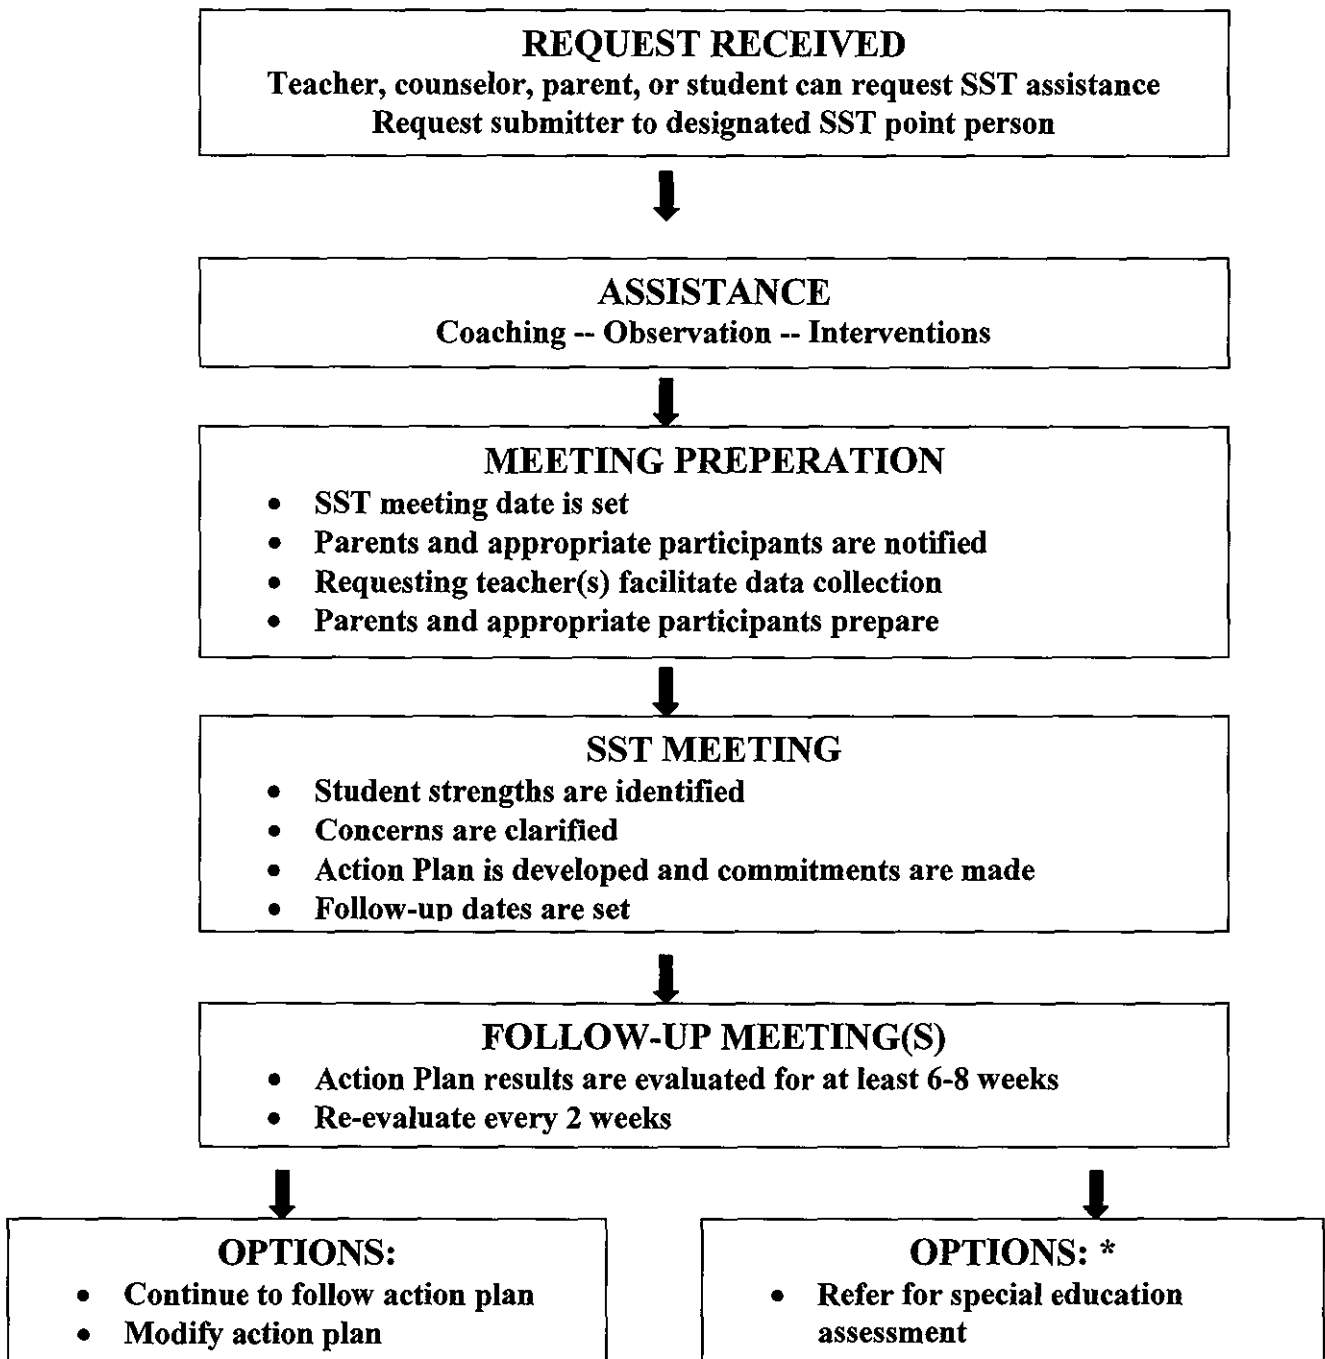 REQUEST RECEIVED
Teacher, counselor, parent, or student can request SST assistance
Request submitter to designated SST point person
ASSISTANCE
Coaching -- Observation -- Interventions
MEETING PREPERATION
• SST meeting date is set
• Parents and appropriate participants are notified
• Requesting teacher(s) facilitate data collection
• Parents and appropriate participants prepare
SST MEETING
• Student strengths are identified
• Concerns are clarified
• Action Plan is developed and commitments are made
• Follow-up dates are set
FOLLOW-UP MEETING(S)
• Action Plan results are evaluated for at least 6-8 weeks
• Re-evaluate every 2 weeks
OPTIONS:
• Continue to follow action plan
• Modify action plan
OPTIONS: *
• Refer for special education
assessment